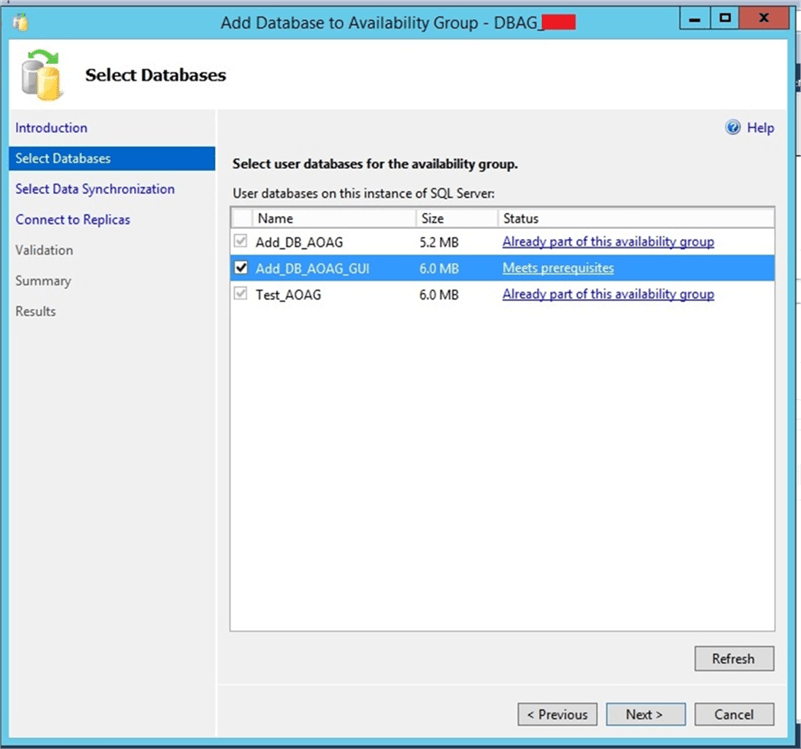 Add Database to Availability Group - DBAG_
Select Databases
Introduction
Help
Select Databases
Select user databases for the availability group.
Select Data Synchronization
User databases on this instance of SQL Server:
Connect to Replicas
Name Size Status
Validation
Add_DB_AOAG 5.2 MB Already part of this availability group
Add_DB_AOAG_GUI 6.0 MB Meets prerequisites
Summary
Test_AOAG 6.0 MB Already part of this availability group
Results
Refresh
< Previous Next > Cancel